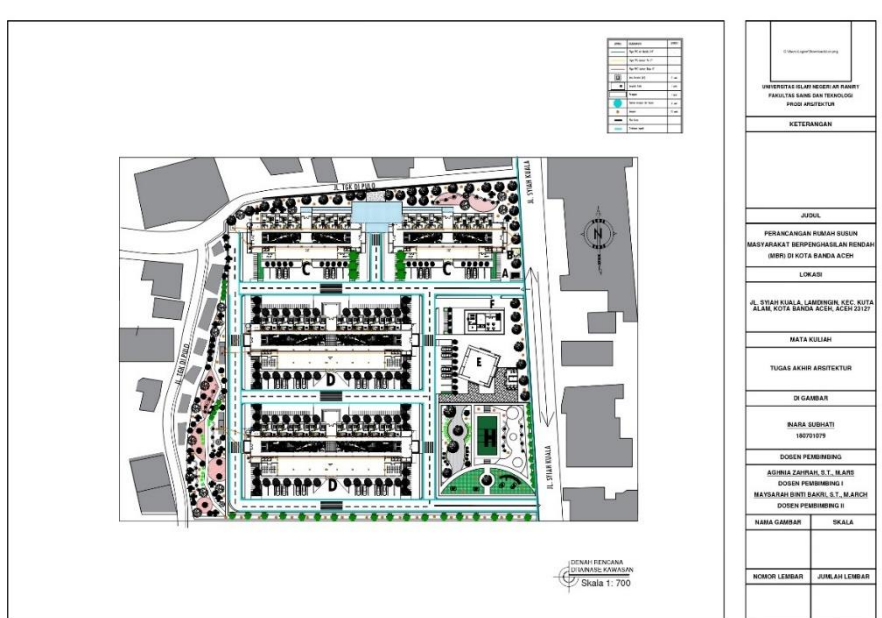 JL. TGK DI PULO
JL. SYIAH KUALA
N
C
C
B
A
F
E
D
H
D
JL. TGK DI PULO
JL. SYIAH KUALA
DENAH RENCANA
DRAINASE KAWASAN
Skala 1: 700
UNIVERSITAS ISLAM NEGERI AR RANIRY
FAKULTAS SAINS DAN TEKNOLOGI
PRODI ARSITEKTUR
KETERANGAN
JUDUL
PERANCANGAN RUMAH SUSUN
MASYARAKAT BERPENGHASILAN RENDAH
(MBR) DI KOTA BANDA ACEH
LOKASI
JL. SYIAH KUALA, LAMDINGIN, KEC. KUTA
ALAM, KOTA BANDA ACEH, ACEH 23127
MATA KULIAH
TUGAS AKHIR ARSITEKTUR
DI GAMBAR
INARA SUBHATI
180701079
DOSEN PEMBIMBING
AGHNIA ZAHRAH, S.T., M.ARS
DOSEN PEMBIMBING I
MAYSARAH BINTI BAKRI, S.T., M.ARCH
DOSEN PEMBIMBING II
NAMA GAMBAR SKALA
NOMOR LEMBAR JUMLAH LEMBAR